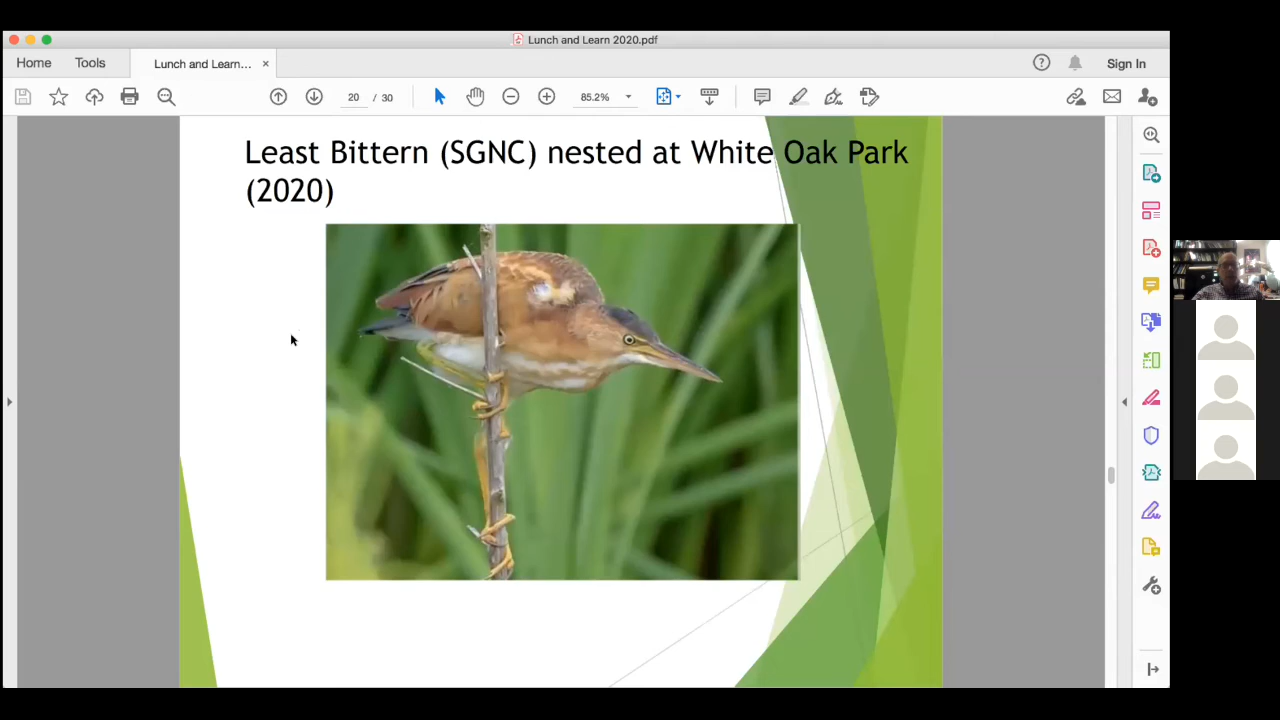 Lunch and Learn 2020.pdf
Home
Tools
Lunch and Learn...
×
Sign In
20 / 30
85.2%
Least Bittern (SGNC) nested at White Oak Park
(2020)